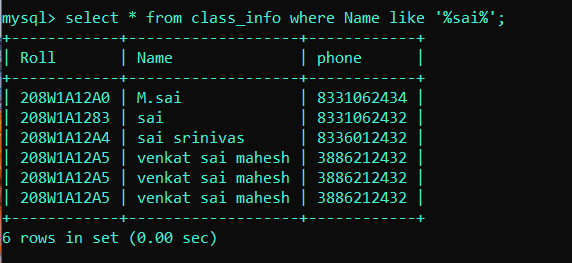 mysql> select * from class_info where Name like '%sai%';
+------------+-------------------+------------+
| Roll       | Name              | phone      |
+------------+-------------------+------------+
| 208W1A12A0 | M.sai             | 8331062434 |
| 208W1A1283 | sai               | 8331062432 |
| 208W1A12A4 | sai srinivas      | 8336012432 |
| 208W1A12A5 | venkat sai mahesh | 3886212432 |
| 208W1A12A5 | venkat sai mahesh | 3886212432 |
| 208W1A12A5 | venkat sai mahesh | 3886212432 |
+------------+-------------------+------------+
6 rows in set (0.00 sec)